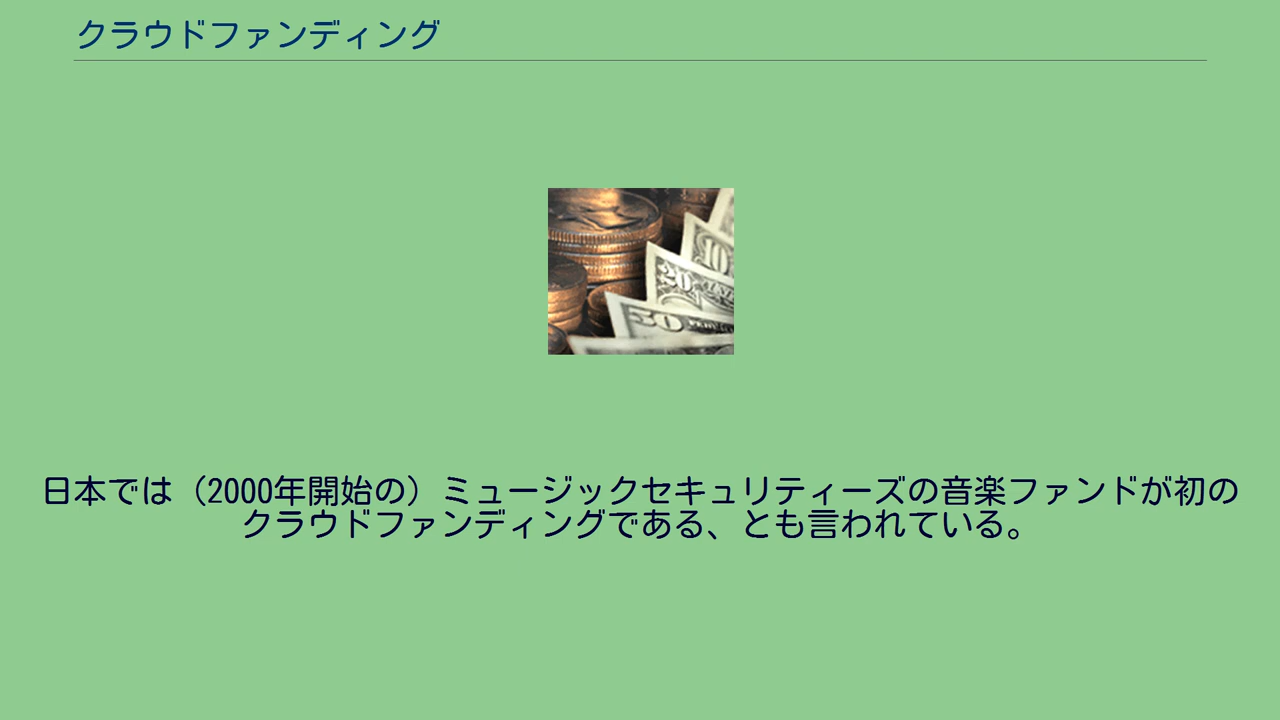 クラウドファンディング
10
20
50
日本では（2000年開始の）ミュージックセキュリティーズの音楽ファンドが初の
クラウドファンディングである、とも言われている。